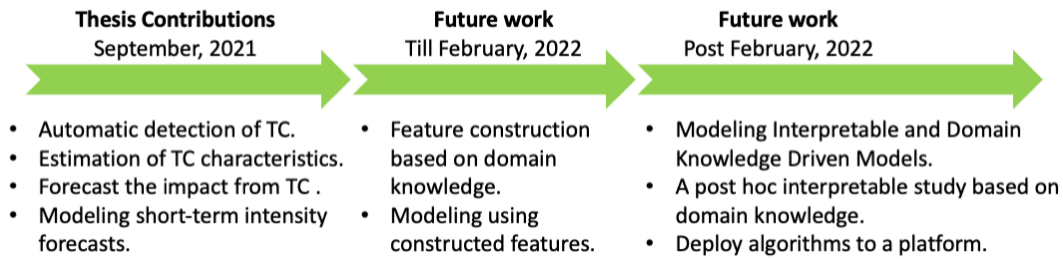 Thesis Contributions
September, 2021
• Automatic detection of TC.
• Estimation of TC characteristics.
• Forecast the impact from TC .
• Modeling short-term intensity
forecasts.
Future work
Till February, 2022
• Feature construction
based on domain
knowledge.
• Modeling using
constructed features.
Future work
Post February, 2022
• Modeling Interpretable and Domain
Knowledge Driven Models.
• A post hoc interpretable study based on
domain knowledge.
• Deploy algorithms to a platform.